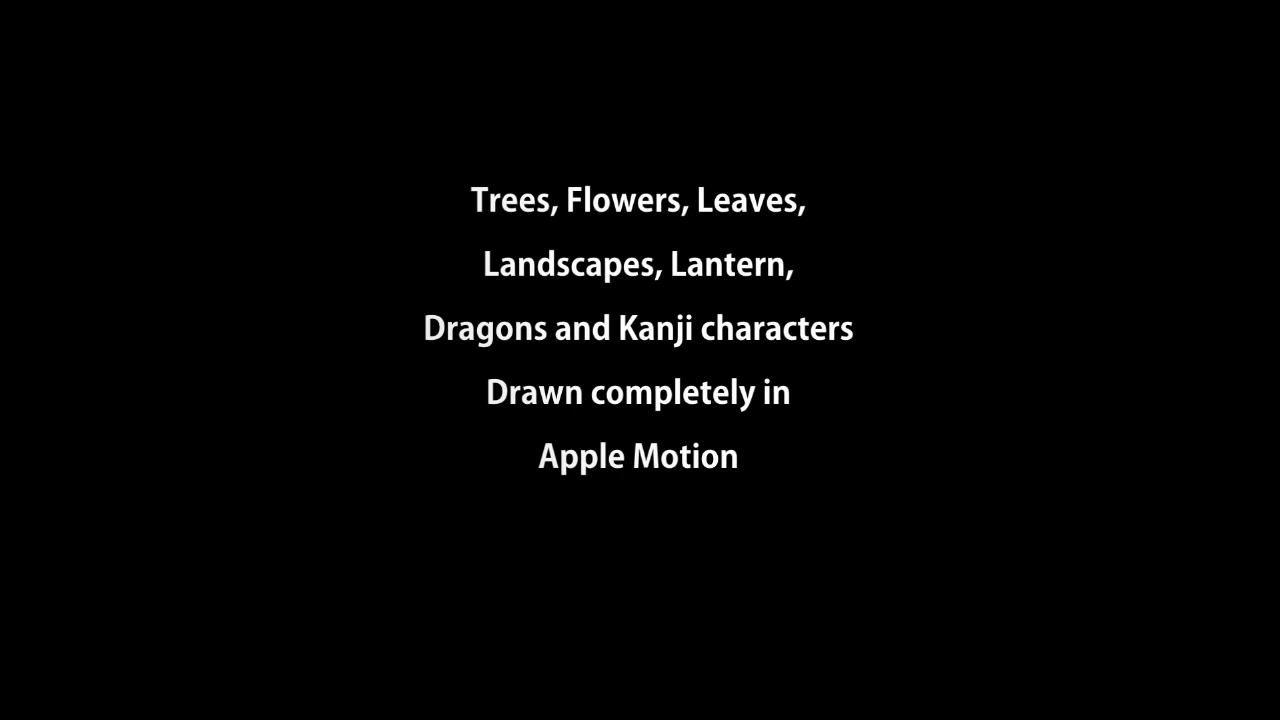 Trees, Flowers, Leaves,
Landscapes, Lantern,
Dragons and Kanji characters
Drawn completely in
Apple Motion